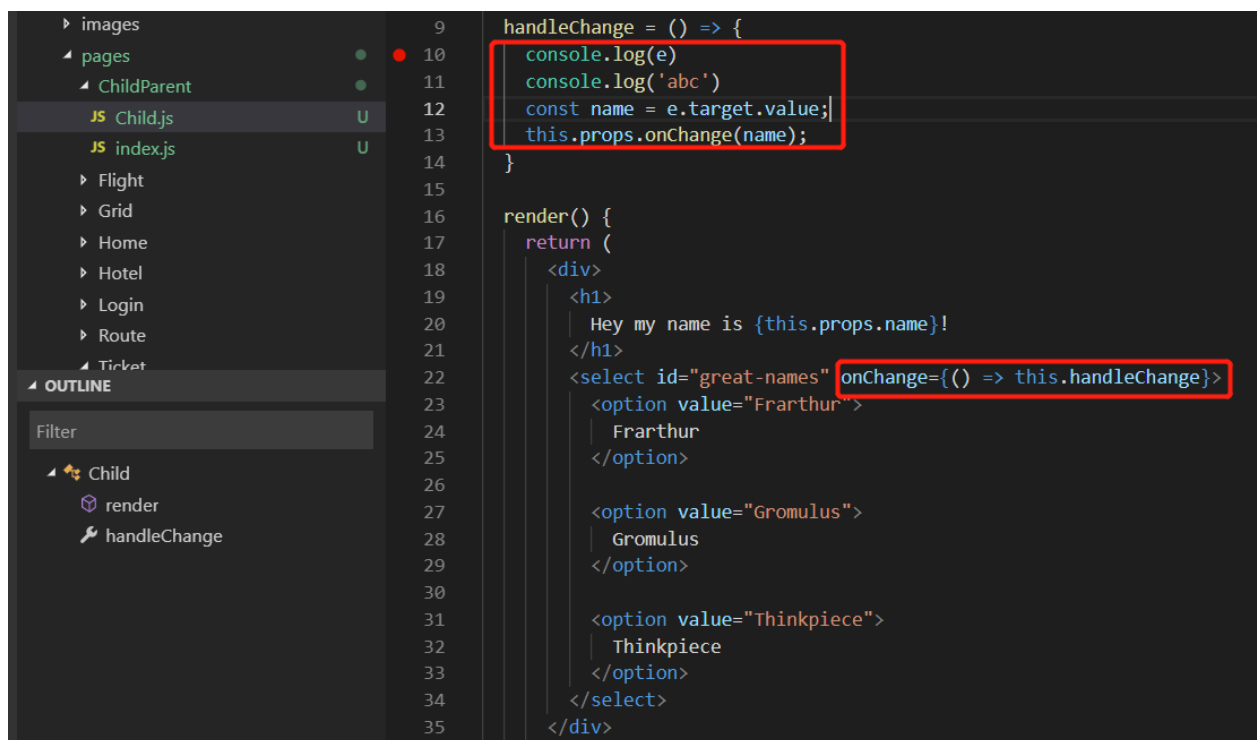 images
pages
ChildParent
JS Child.js U
JS index.js U
Flight
Grid
Home
Hotel
Login
Route
Ticket
OUTLINE
Filter
Child
render
handleChange
9 handleChange = () => {
10 console.log(e)
11 console.log('abc')
12 const name = e.target.value;
13 this.props.onChange(name);
14 }
15
16 render() {
17 return (
18 <div>
19 <h1>
20 Hey my name is {this.props.name}!
21 </h1>
22 <select id="great-names" onChange={() => this.handleChange}>
23 <option value="Frarthur">
24 Frarthur
25 </option>
26
27 <option value="Gromulus">
28 Gromulus
29 </option>
30
31 <option value="Thinkpiece">
32 Thinkpiece
33 </option>
34 </select>
35 </div>